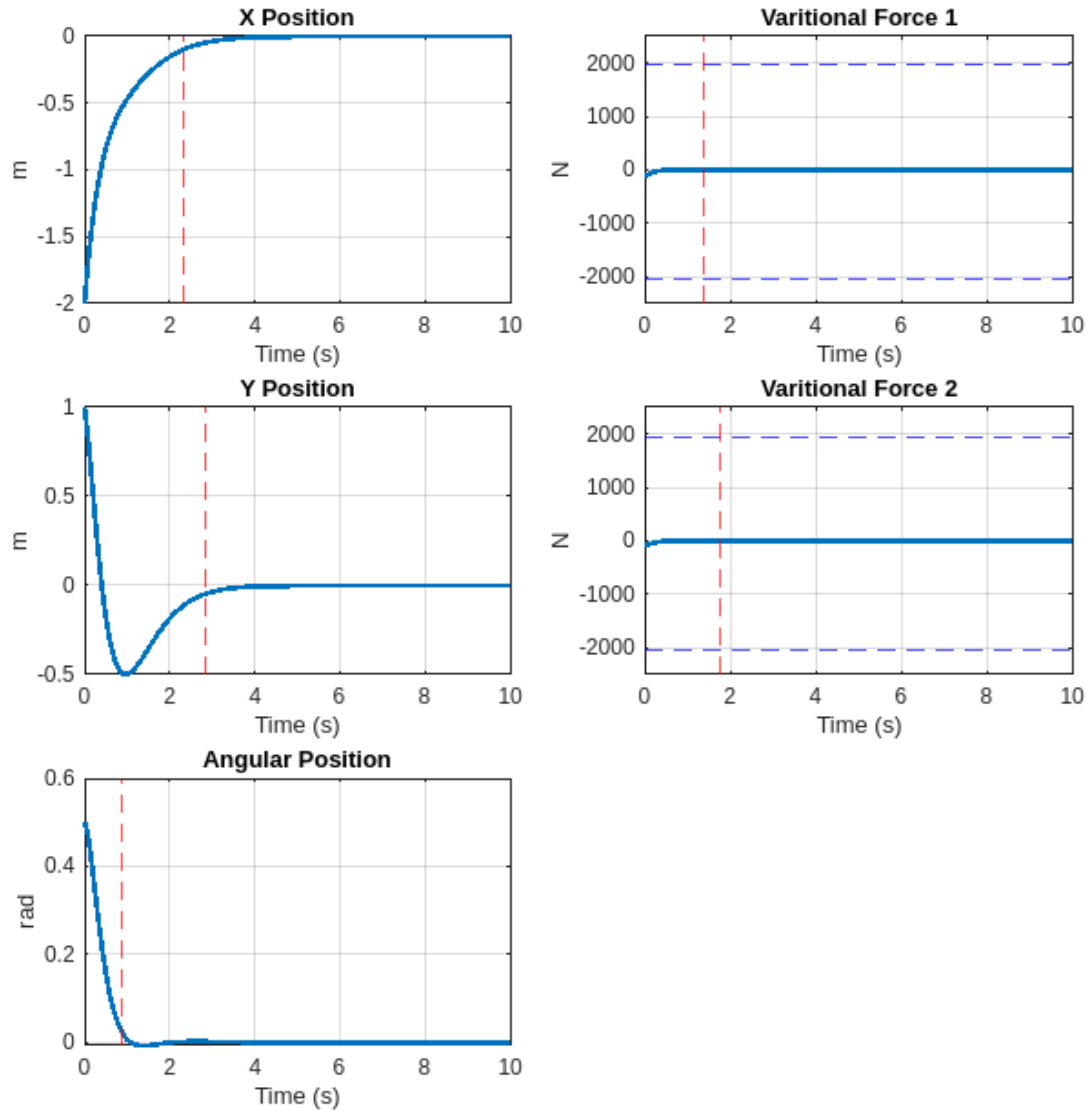 X Position
0
-0.5
-1
-1.5
-2
m
0 2 4 6 8 10
Time (s)
Varitional Force 1
2000
1000
0
-1000
-2000
N
0 2 4 6 8 10
Time (s)
Y Position
1
0.5
0
-0.5
m
0 2 4 6 8 10
Time (s)
Varitional Force 2
2000
1000
0
-1000
-2000
N
0 2 4 6 8 10
Time (s)
Angular Position
0.6
0.4
0.2
0
rad
0 2 4 6 8 10
Time (s)